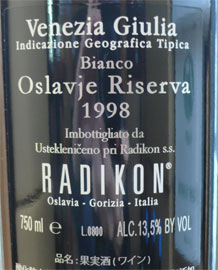 Venezia Giulia
Indicazione Geografica Tipica
Bianco
Oslavje Riserva
1998
Imbottigliato da
Ustekleničeno pri Radikon s.s.
RADIKON®
Oslavia - Gorizia - Italia
750 ml e L.0800 ALC.13,5% BY VOL
品名:果実酒(ワイン)